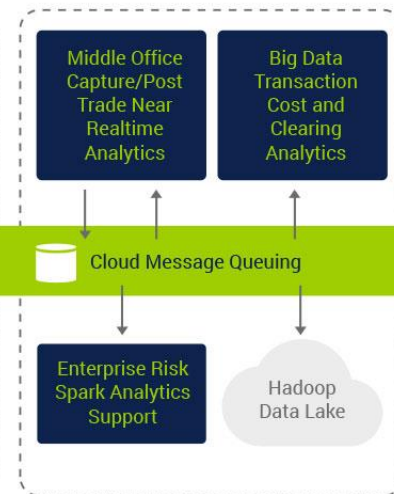 Middle Office
Capture/Post
Trade Near
Realtime
Analytics
Big Data
Transaction
Cost and
Clearing
Analytics
Cloud Message Queuing
Enterprise Risk
Spark Analytics
Support
Hadoop
Data Lake